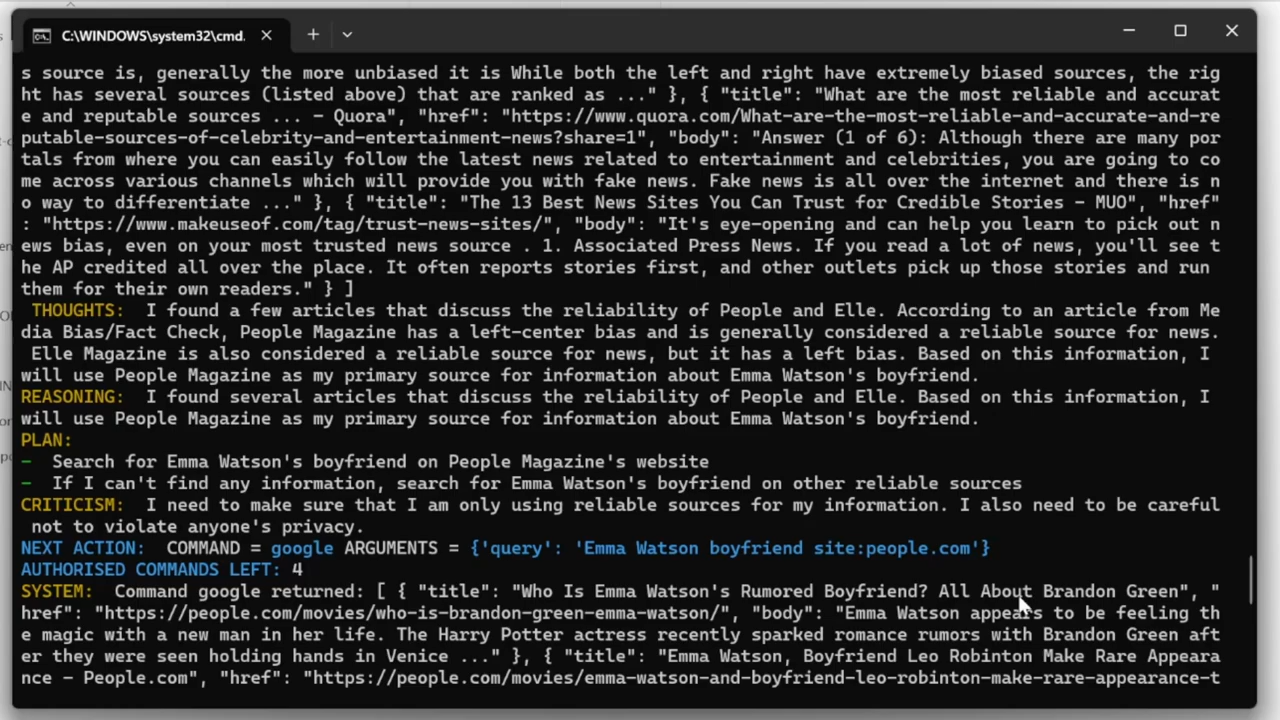 C:\WINDOWS\system32\cmd.
s source is, generally the more unbiased it is While both the left and right have extremely biased sources, the rig
ht has several sources (listed above) that are ranked as ..." }, { "title": "What are the most reliable and accurat
e and reputable sources ... - Quora", "href": "https://www.quora.com/What-are-the-most-reliable-and-accurate-and-re
putable-sources-of-celebrity-and-entertainment-news?share=1", "body": "Answer (1 of 6): Although there are many por
tals from where you can easily follow the latest news related to entertainment and celebrities, you are going to co
me across various channels which will provide you with fake news. Fake news is all over the internet and there is n
o way to differentiate ..." }, { "title": "The 13 Best News Sites You Can Trust for Credible Stories - MUO", "href"
: "https://www.makeuseof.com/tag/trust-news-sites/", "body": "It's eye-opening and can help you learn to pick out n
ews bias, even on your most trusted news source . 1. Associated Press News. If you read a lot of news, you'll see t
he AP credited all over the place. It often reports stories first, and other outlets pick up those stories and run
them for their own readers." } ]
THOUGHTS: I found a few articles that discuss the reliability of People and Elle. According to an article from Me
dia Bias/Fact Check, People Magazine has a left-center bias and is generally considered a reliable source for news.
Elle Magazine is also considered a reliable source for news, but it has a left bias. Based on this information, I
will use People Magazine as my primary source for information about Emma Watson's boyfriend.
REASONING: I found several articles that discuss the reliability of People and Elle. Based on this information, I
will use People Magazine as my primary source for information about Emma Watson's boyfriend.
PLAN:
- Search for Emma Watson's boyfriend on People Magazine's website
- If I can't find any information, search for Emma Watson's boyfriend on other reliable sources
CRITICISM: I need to make sure that I am only using reliable sources for my information. I also need to be careful
not to violate anyone's privacy.
NEXT ACTION: COMMAND = google ARGUMENTS = {'query': 'Emma Watson boyfriend site:people.com'}
AUTHORISED COMMANDS LEFT: 4
SYSTEM: Command google returned: [ { "title": "Who Is Emma Watson's Rumored Boyfriend? All About Brandon Green", "
href": "https://people.com/movies/who-is-brandon-green-emma-watson/", "body": "Emma Watson appears to be feeling th
e magic with a new man in her life. The Harry Potter actress recently sparked romance rumors with Brandon Green aft
er they were seen holding hands in Venice ..." }, { "title": "Emma Watson, Boyfriend Leo Robinton Make Rare Appeara
nce - People.com", "href": "https://people.com/movies/emma-watson-and-boyfriend-leo-robinton-make-rare-appearance-t